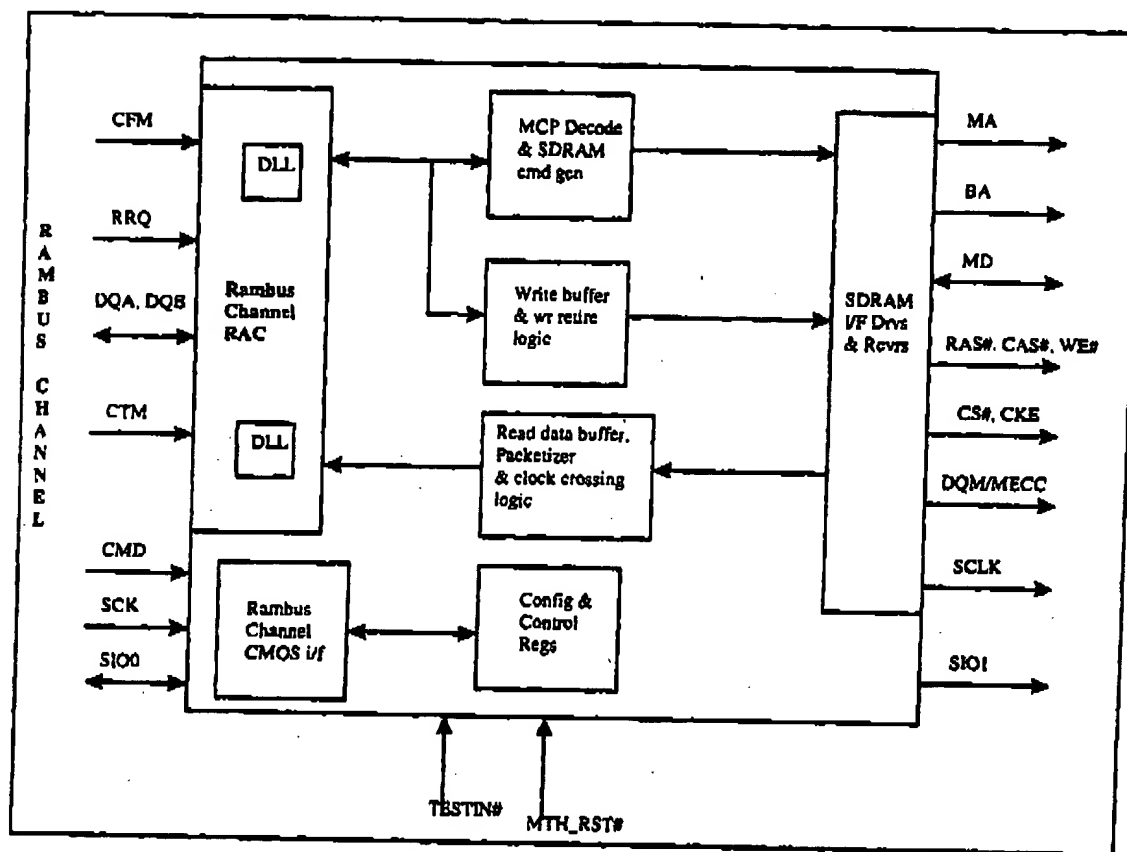 RAMBUS CHANNEL
CFM
RRQ
DQA, DQB
CTM
CMD
SCK
SIO0
DLL
Rambus
Channel
RAC
DLL
Rambus
Channel
CMOS i/f
MCP Decode
& SDRAM
cmd gen
Write buffer
& wr retire
logic
Read data buffer,
Packetizer
& clock crossing
logic
Config &
Control
Regs
SDRAM
I/F Drvs
& Rcvrs
MA
BA
MD
RAS#, CAS#, WE#
CS#, CKE
DQM/MECC
SCLK
SIO1
TESTIN#
MTH_RST#